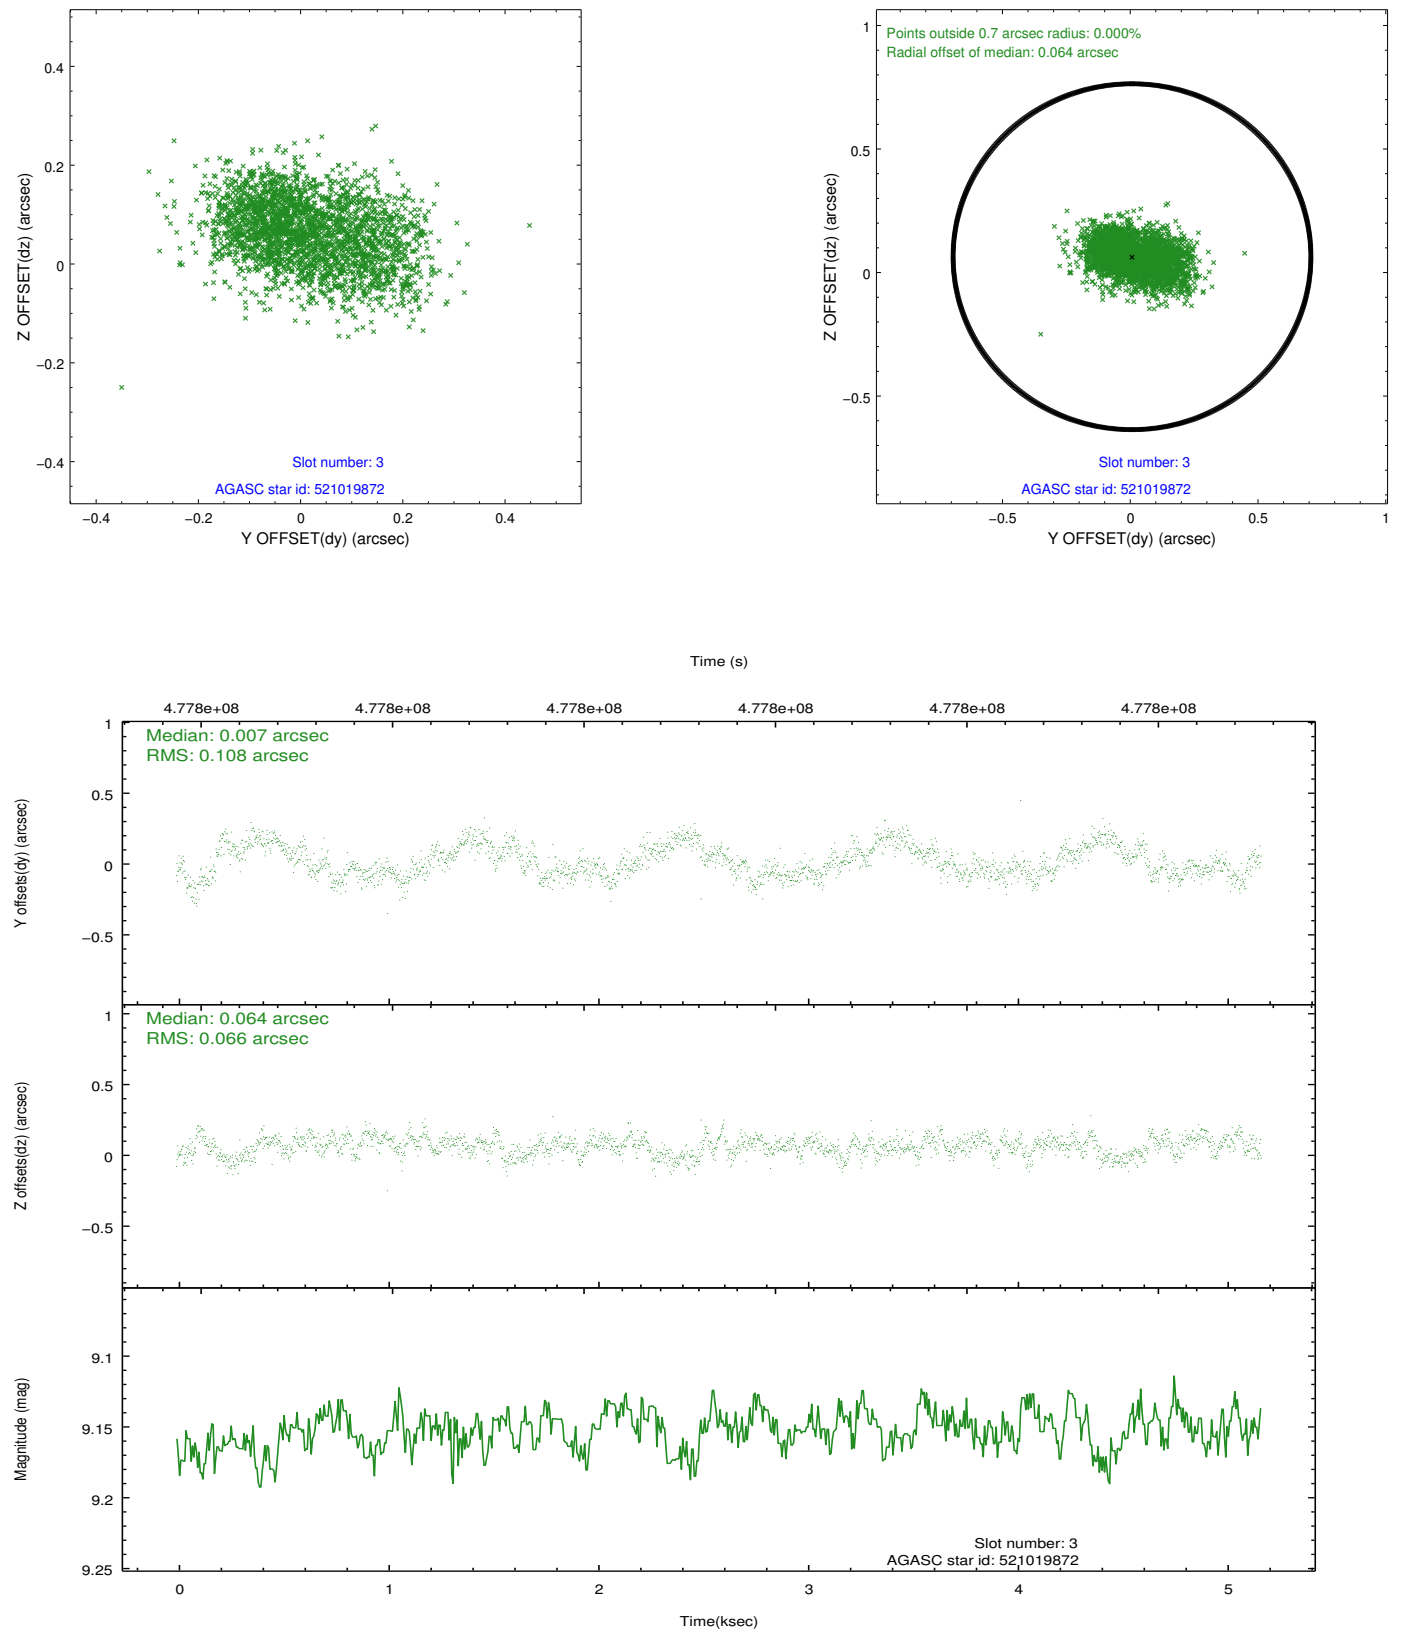 0.4
0.2
0
−0.2
−0.4
Z OFFSET(dz) (arcsec)
Slot number: 3
AGASC star id: 521019872
−0.4 −0.2 0 0.2 0.4
Y OFFSET(dy) (arcsec)
Points outside 0.7 arcsec radius: 0.000%
Radial offset of median: 0.064 arcsec
1
0.5
0
−0.5
Z OFFSET(dz) (arcsec)
Slot number: 3
AGASC star id: 521019872
−0.5 0 0.5 1
Y OFFSET(dy) (arcsec)
Time (s)
4.778e+08 4.778e+08 4.778e+08 4.778e+08 4.778e+08 4.778e+08
Median: 0.007 arcsec
RMS: 0.108 arcsec
1
0.5
0
−0.5
Y offsets(dy) (arcsec)
Median: 0.064 arcsec
RMS: 0.066 arcsec
1
0.5
0
−0.5
Z offsets(dz) (arcsec)
9.1
9.15
9.2
9.25
Magnitude (mag)
Slot number: 3
AGASC star id: 521019872
0 1 2 3 4 5
Time(ksec)